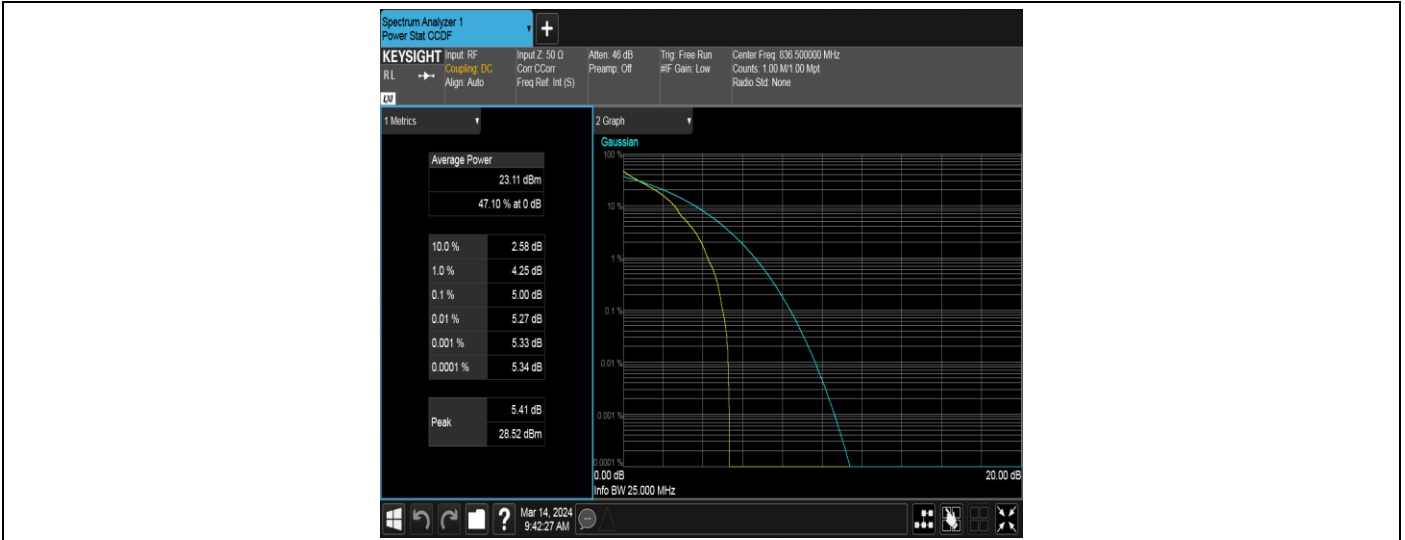 Spectrum Analyzer 1
Power Stat CCDF
+
KEYSIGHT
RL
LXI
Input: RF
Coupling: DC
Align: Auto
Input Z: 50 Ω
Corr CCorr
Freq Ref: Int (S)
Atten: 46 dB
Preamp: Off
Trig: Free Run
#IF Gain: Low
Center Freq: 836.500000 MHz
Counts: 1.00 M/1.00 Mpt
Radio Std: None
1 Metrics
Average Power
23.11 dBm
47.10 % at 0 dB
10.0 % 2.58 dB
1.0 % 4.25 dB
0.1 % 5.00 dB
0.01 % 5.27 dB
0.001 % 5.33 dB
0.0001 % 5.34 dB
Peak
5.41 dB
28.52 dBm
2 Graph
Gaussian
100 %
10 %
1 %
0.1 %
0.01 %
0.001 %
0.0001 %
0.00 dB 20.00 dB
Info BW 25.000 MHz
?
Mar 14, 2024
9:42:27 AM